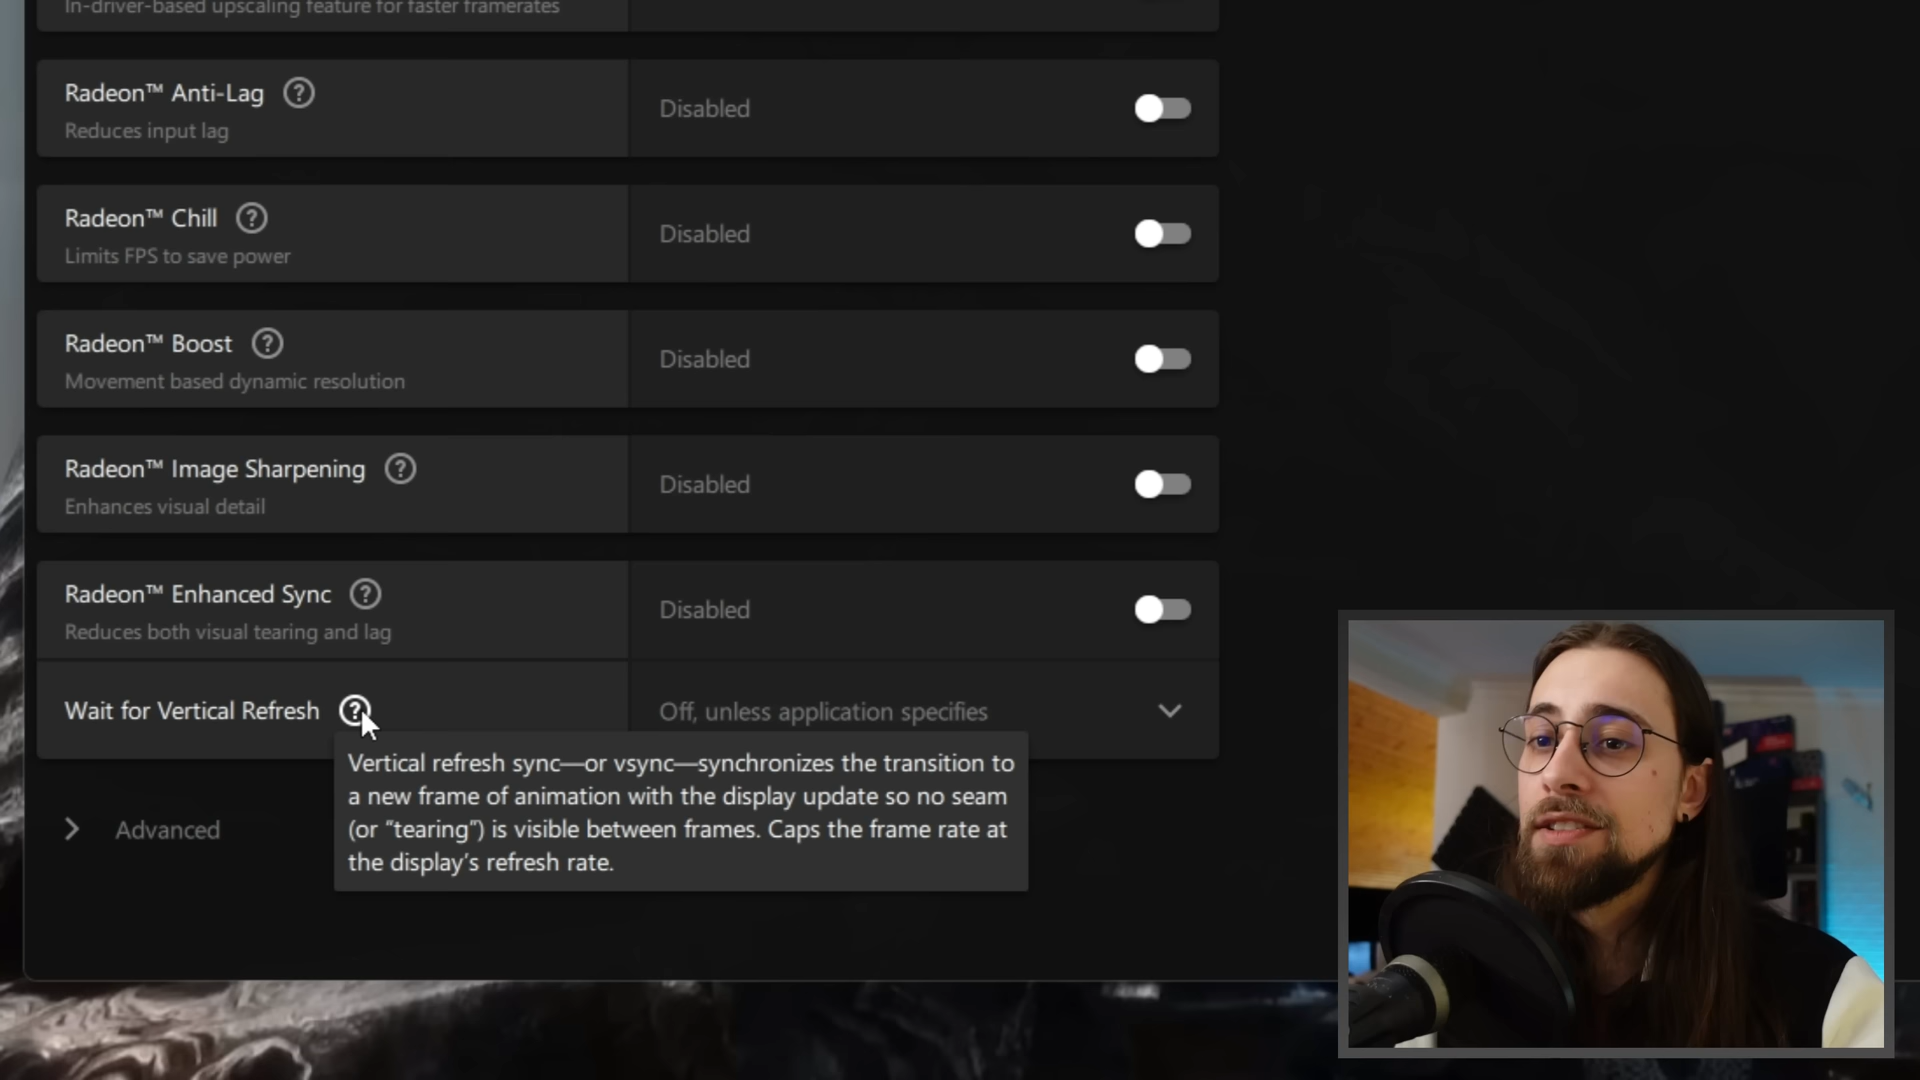 In-driver-based upscaling feature for faster framerates
Radeon™ Anti-Lag
Reduces input lag
Disabled
Radeon™ Chill
Limits FPS to save power
Disabled
Radeon™ Boost
Movement based dynamic resolution
Disabled
Radeon™ Image Sharpening
Enhances visual detail
Disabled
Radeon™ Enhanced Sync
Reduces both visual tearing and lag
Disabled
Wait for Vertical Refresh
Off, unless application specifies
Vertical refresh sync—or vsync—synchronizes the transition to
a new frame of animation with the display update so no seam
(or “tearing”) is visible between frames. Caps the frame rate at
the display’s refresh rate.
Advanced